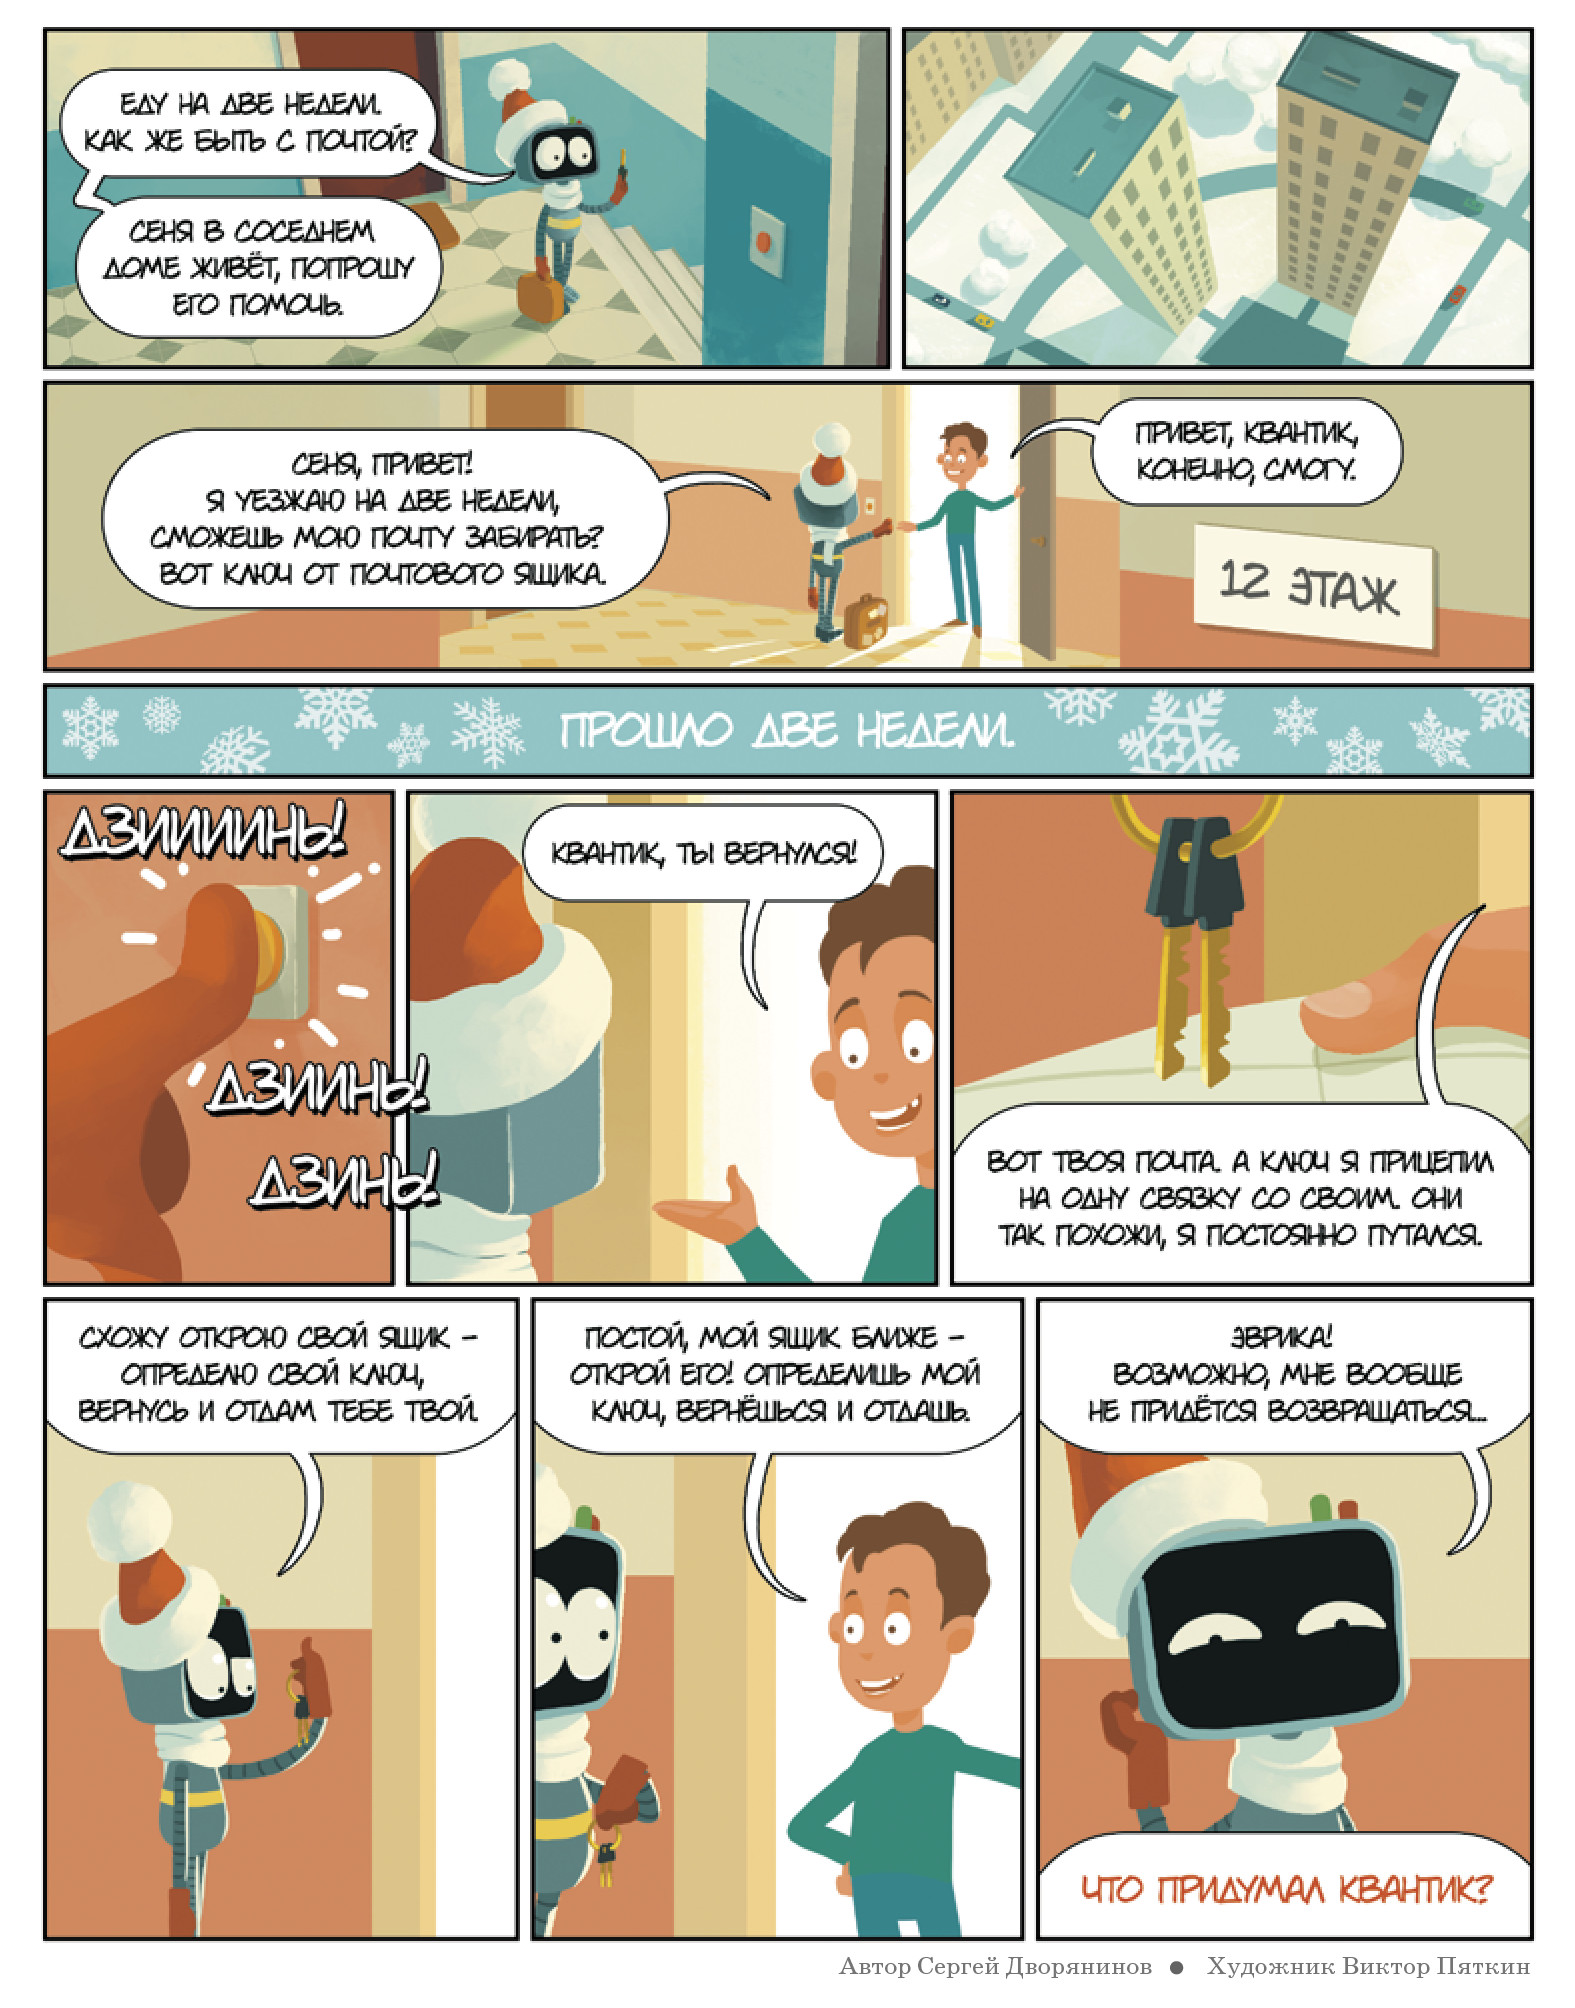 ЕДУ НА ДВЕ НЕДЕЛИ.
КАК ЖЕ БЫТЬ С ПОЧТОЙ?
СЕНЯ В СОСЕДНЕМ
ДОМЕ ЖИВЁТ, ПОПРОШУ
ЕГО ПОМОЧЬ.
СЕНЯ, ПРИВЕТ!
Я УЕЗЖАЮ НА ДВЕ НЕДЕЛИ,
СМОЖЕШЬ МОЮ ПОЧТУ ЗАБИРАТЬ?
ВОТ КЛЮЧ ОТ ПОЧТОВОГО ЯЩИКА.
ПРИВЕТ, КВАНТИК,
КОНЕЧНО, СМОГУ.
12 ЭТАЖ
ПРОШЛО ДВЕ НЕДЕЛИ.
ДЗИИИИИНЬ!
ДЗИИНЬ!
ДЗИНЬ!
КВАНТИК, ТЫ ВЕРНУЛСЯ!
ВОТ ТВОЯ ПОЧТА. А КЛЮЧ Я ПРИЦЕПИЛ
НА ОДНУ СВЯЗКУ СО СВОИМ. ОНИ
ТАК ПОХОЖИ, Я ПОСТОЯННО ПУТАЛСЯ.
СХОЖУ ОТКРОЮ СВОЙ ЯЩИК –
ОПРЕДЕЛЮ СВОЙ КЛЮЧ,
ВЕРНУСЬ И ОТДАМ ТЕБЕ ТВОЙ.
ПОСТОЙ, МОЙ ЯЩИК БЛИЖЕ –
ОТКРОЙ ЕГО! ОПРЕДЕЛИШЬ МОЙ
КЛЮЧ, ВЕРНЁШЬСЯ И ОТДАШЬ.
ЭВРИКА!
ВОЗМОЖНО, МНЕ ВООБЩЕ
НЕ ПРИДЁТСЯ ВОЗВРАЩАТЬСЯ...
ЧТО ПРИДУМАЛ КВАНТИК?
Автор Сергей Дворянинов ● Художник Виктор Пяткин